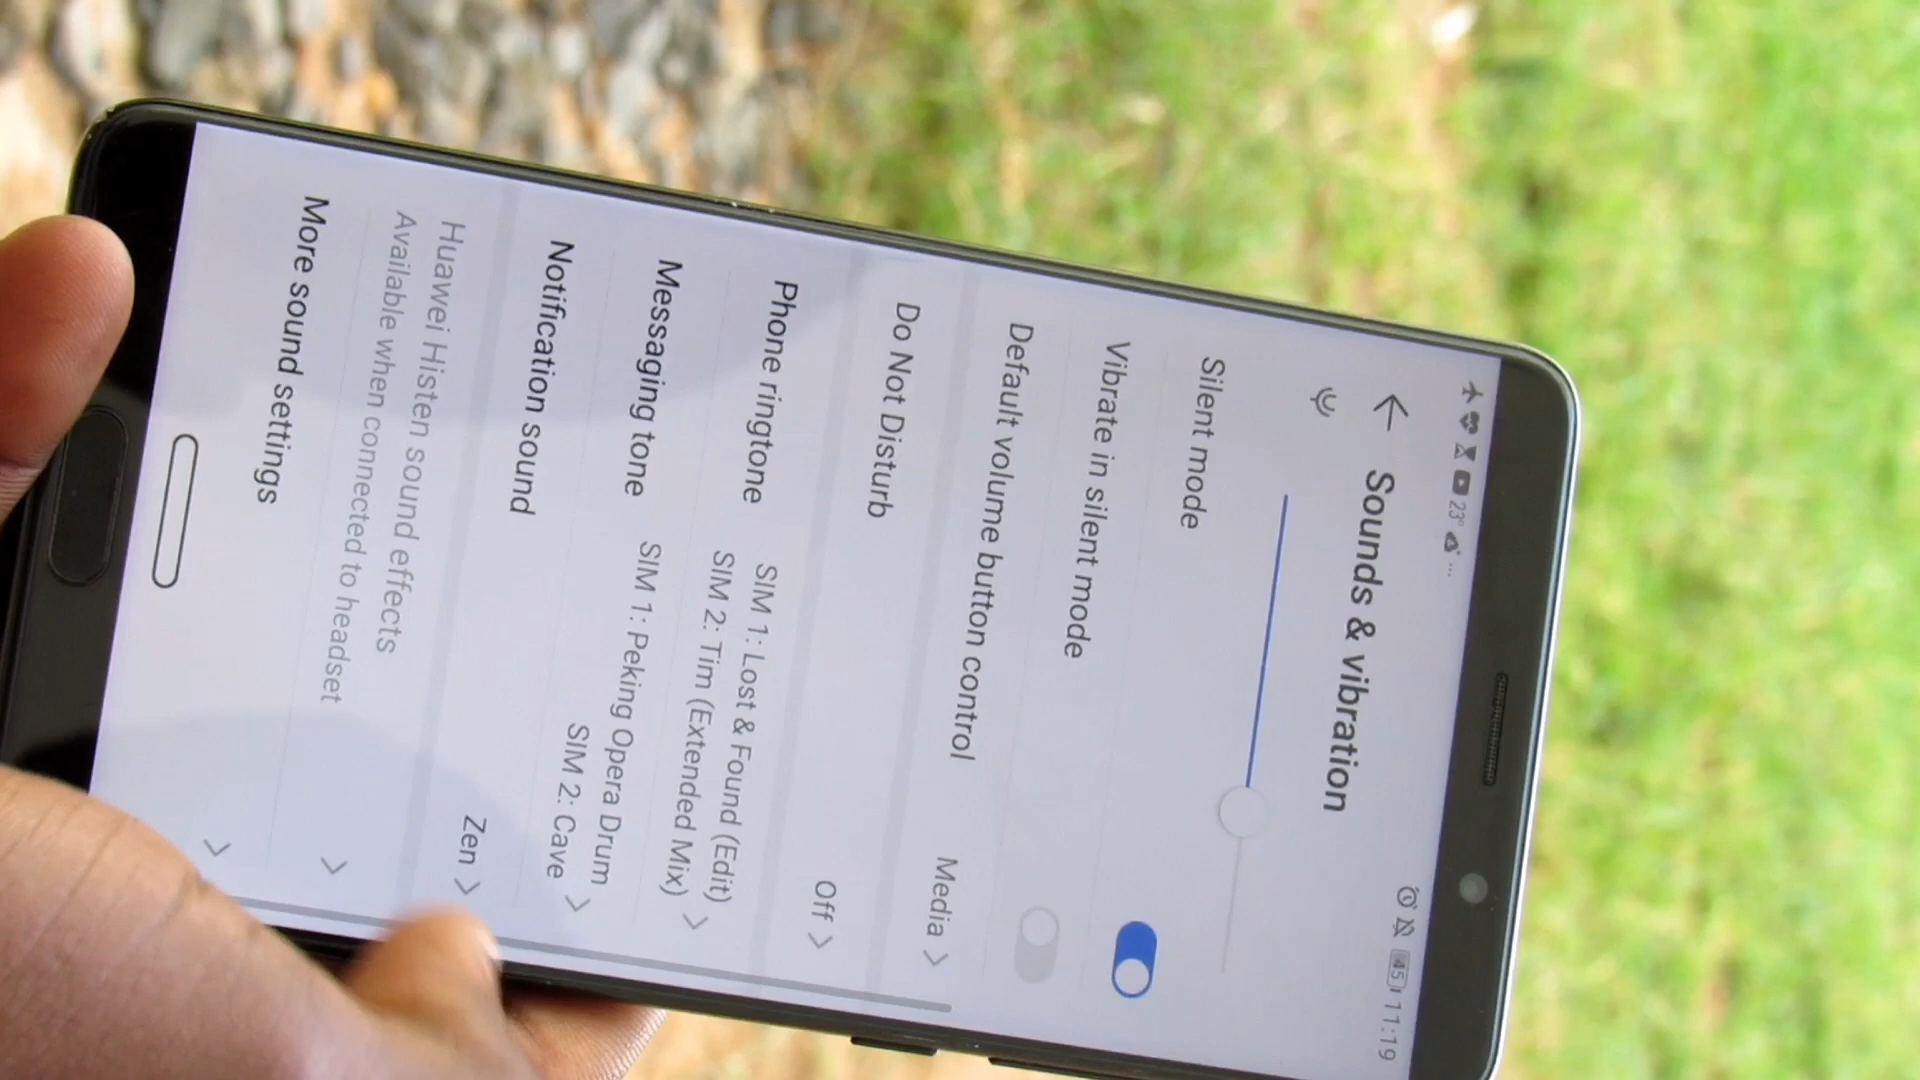 23° ... 45 11:19
Sounds & vibration
Silent mode
Vibrate in silent mode
Default volume button control Media
Do Not Disturb Off
Phone ringtone SIM 1: Lost & Found (Edit)
SIM 2: Tim (Extended Mix)
Messaging tone SIM 1: Peking Opera Drum
SIM 2: Cave
Notification sound Zen
Huawei Histen sound effects
Available when connected to headset
More sound settings